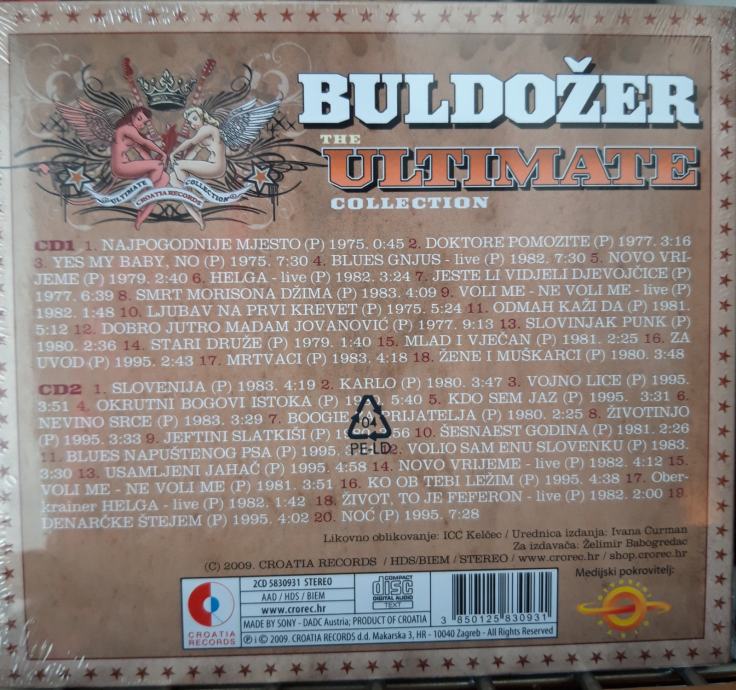 BULDOŽER
THE
ULTIMATE
COLLECTION
ULTIMATE COLLECTION
CROATIA RECORDS
CD1 1. NAJPOGODNIJE MJESTO (P) 1975. 0:45 2. DOKTORE POMOZITE (P) 1977. 3:16
3. YES MY BABY, NO (P) 1975. 7:30 4. BLUES GNJUS - live (P) 1982. 7:30 5. NOVO VRI-
JEME (P) 1979. 2:40 6. HELGA - live (P) 1982. 3:24 7. JESTE LI VIDJELI DJEVOJČICE (P)
1977. 6:39 8. SMRT MORISONA DŽIMA (P) 1983. 4:09 9. VOLI ME - NE VOLI ME - live (P)
1982. 1:48 10. LJUBAV NA PRVI KREVET (P) 1975. 5:24 11. ODMAH KAŽI DA (P) 1981.
5:12 12. DOBRO JUTRO MADAM JOVANOVIĆ (P) 1977. 9:13 13. SLOVINJAK PUNK (P)
1980. 2:36 14. STARI DRUŽE (P) 1979. 1:40 15. MLAD I VJEČAN (P) 1981. 2:25 16. ZA
UVOD (P) 1995. 2:43 17. MRTVACI (P) 1983. 4:18 18. ŽENE I MUŠKARCI (P) 1980. 3:48
CD2 1. SLOVENIJA (P) 1983. 4:19 2. KARLO (P) 1980. 3:47 3. VOJNO LICE (P) 1995.
3:51 4. OKRUTNI BOGOVI ISTOKA (P) 5:40 5. KDO SEM JAZ (P) 1995. 3:31 6.
NEVINO SRCE (P) 1983. 3:29 7. BOOGIE PRIJATELJA (P) 1980. 2:25 8. ŽIVOTINJO
(P) 1995. 3:33 9. JEFTINI SLATKIŠI (P) :56 10. ŠESNAEST GODINA (P) 1981. 2:26
11. BLUES NAPUŠTENOG PSA (P) 1995. 12. VOLIO SAM ENU SLOVENKU (P) 1983.
3:30 13. USAMLJENI JAHAČ (P) 1995. 4:58 14. NOVO VRIJEME - live (P) 1982. 4:12 15.
VOLI ME - NE VOLI ME (P) 1981. 3:51 16. KO OB TEBI LEŽIM (P) 1995. 4:38 17. Ober-
krainer HELGA - live (P) 1982. 1:42 18. ŽIVOT, TO JE FEFERON - live (P) 1982. 2:00 19.
DENARČKE ŠTEJEM (P) 1995. 4:02 20. NOĆ (P) 1995. 7:28
04
PE-LD
Likovno oblikovanje: ICC Kelčec / Urednica izdanja: Ivana Curman
Za izdavača: Želimir Babogredac
(C) 2009. CROATIA RECORDS / HDS/BIEM / STEREO / www.crorec.hr / shop.crorec.hr
CROATIA
RECORDS
2CD 5830931 STEREO
AAD / HDS / BIEM
www.crorec.hr
COMPACT
disc
DIGITAL AUDIO
TEXT
MADE BY SONY - DADC Austria; PRODUCT OF CROATIA
Ⓟ i © 2009. CROATIA RECORDS d.d. Makarska 3, HR - 10040 Zagreb - All Rights Reserved
3 850125 830931
Medijski pokrovitelj: